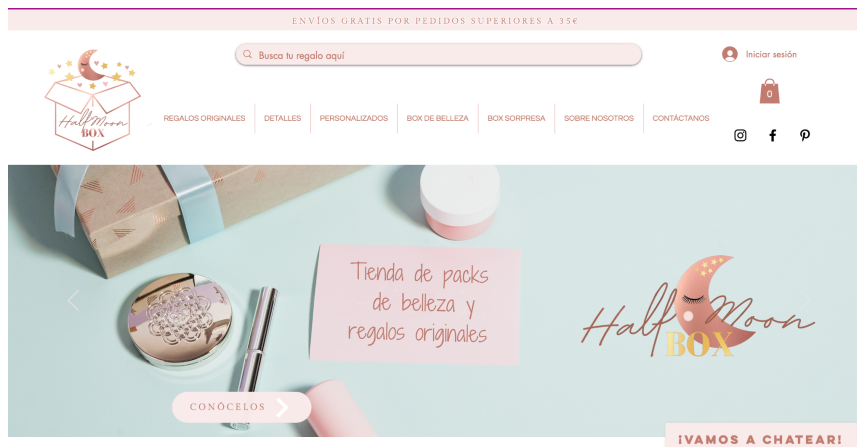 ENVÍOS GRATIS POR PEDIDOS SUPERIORES A 35€
Busca tu regalo aquí
Iniciar sesión
0
Half Moon
BOX
REGALOS ORIGINALES
DETALLES
PERSONALIZADOS
BOX DE BELLEZA
BOX SORPRESA
SOBRE NOSOTROS
CONTÁCTANOS
Tienda de packs
de belleza y
regalos originales
Half Moon
BOX
CONÓCELOS
¡VAMOS A CHATEAR!